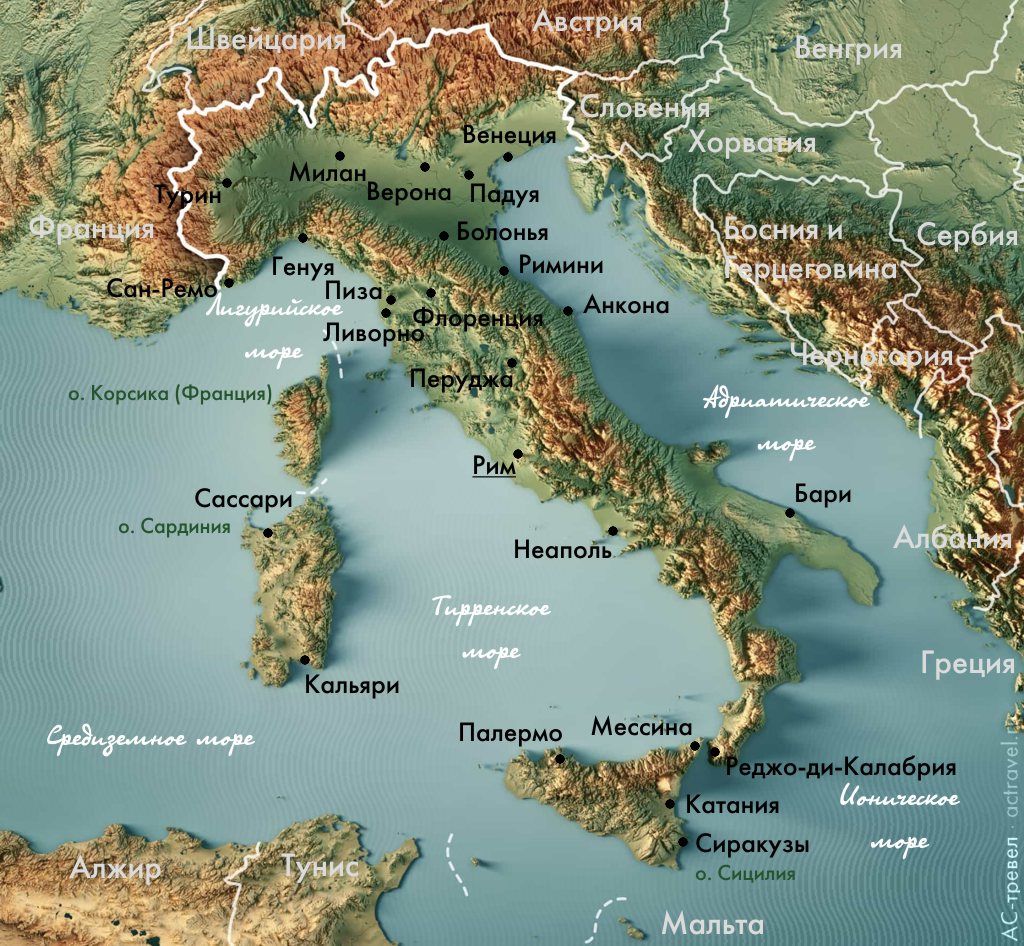 Швейцария
Австрия
Венгрия
Словения
Венеция
Хорватия
Милан
Верона
Падуя
Турин
Франция
Болонья
Босния и
Герцеговина
Сербия
Генуя
Римини
Сан-Ремо
Пиза
Анкона
Лигурийское
море
Флоренция
Ливорно
Черногория
Перуджа
о. Корсика (Франция)
Адриатическое
море
Рим
Сассари
Бари
о. Сардиния
Неаполь
Албания
Тирренское
море
Греция
Кальяри
Средиземное море
Палермо
Мессина
Реджо-ди-Калабрия
Катания
Ионическое
море
Сиракузы
о. Сицилия
Алжир
Тунис
Мальта
АС-тревел actravel.r